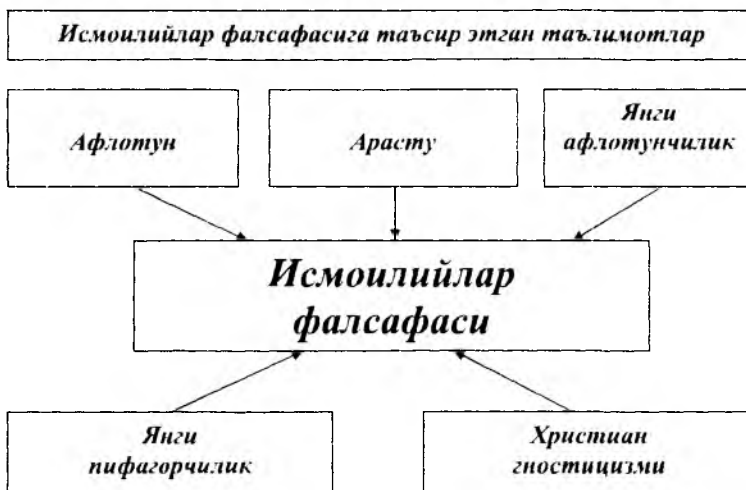 Исмоилийлар фалсафасига таъсир этган таълимотлар
Афлотун
Арасту
Янги
афлотунчилик
Исмоилийлар
фалсафаси
Янги
пифагорчилик
Христиан
гностицизми